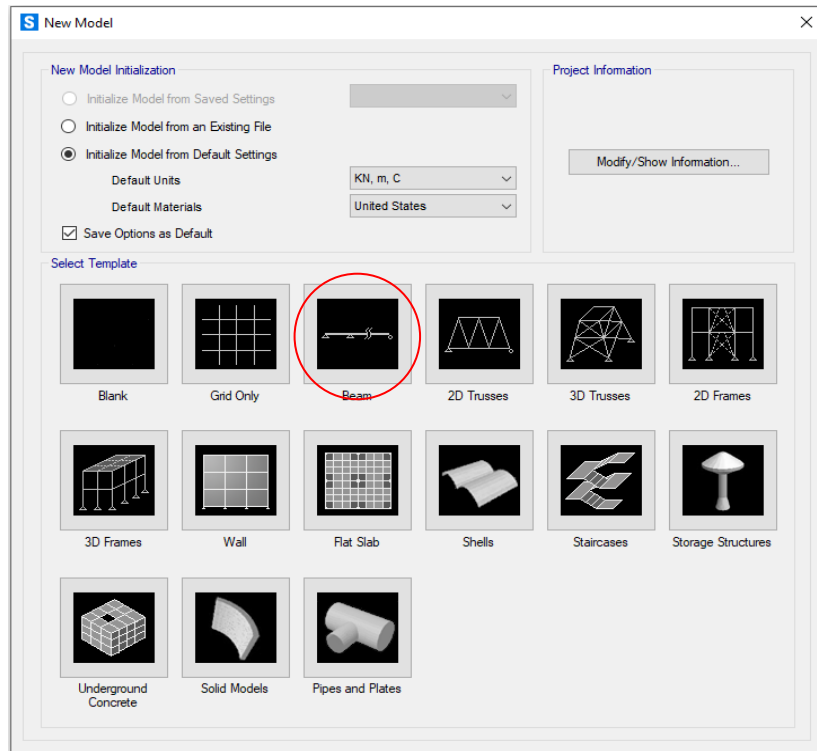 S New Model
New Model Initialization
Initialize Model from Saved Settings
Initialize Model from an Existing File
Initialize Model from Default Settings
Default Units KN, m, C
Default Materials United States
Save Options as Default
Project Information
Modify/Show Information...
Select Template
Blank Grid Only Beam 2D Trusses 3D Trusses 2D Frames
3D Frames Wall Flat Slab Shells Staircases Storage Structures
Underground
Concrete
Solid Models Pipes and Plates